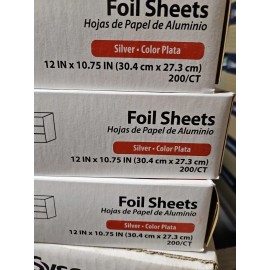 Foil Sheets
Hojas de Papel de Aluminio
Silver • Color Plata
12 IN x 10.75 IN (30.4 cm x 27.3 cm)
200/CT
Foil Sheets
Hojas de Papel de Aluminio
Silver • Color Plata
12 IN x 10.75 IN (30.4 cm x 27.3 cm)
200/CT
Foil Sheets
Hojas de Papel de Aluminio
Silver • Color Plata
12 IN x 10.75 IN (30.4 cm x 27.3 cm)
200/CT